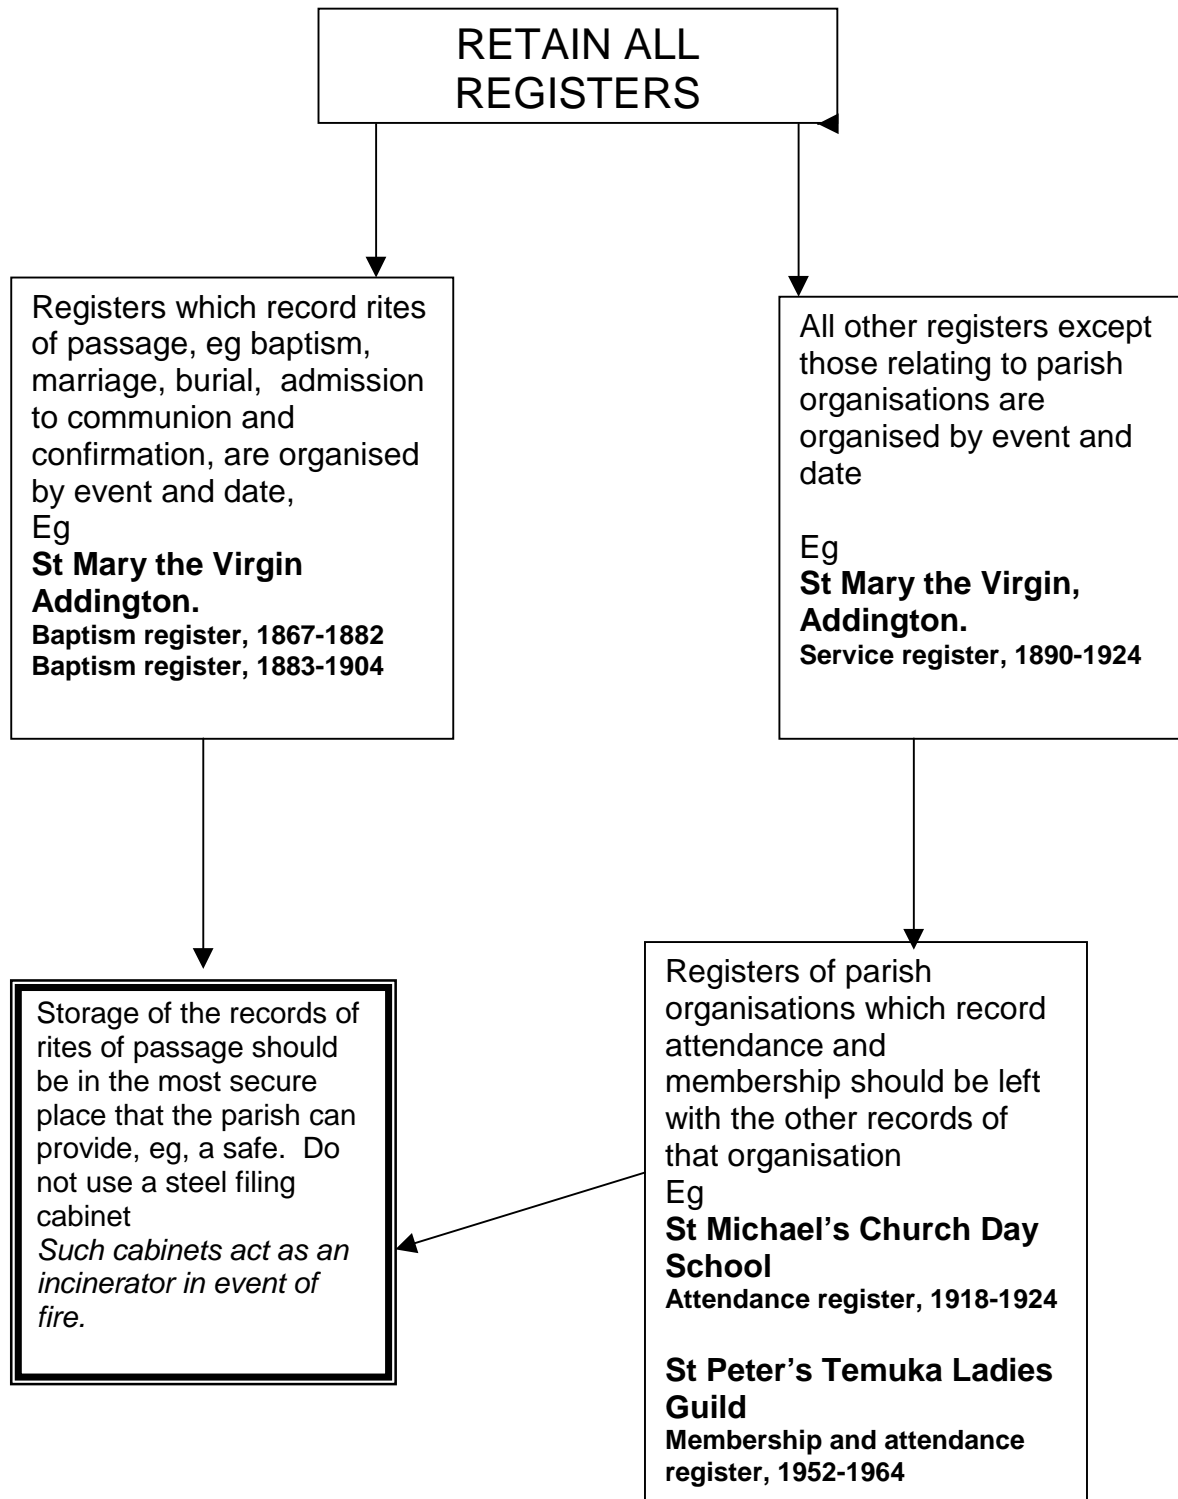 RETAIN ALL
REGISTERS
Registers which record rites
of passage, eg baptism,
marriage, burial,  admission
to communion and
confirmation, are organised
by event and date,
Eg
St Mary the Virgin
Addington.
Baptism register, 1867-1882
Baptism register, 1883-1904
All other registers except
those relating to parish
organisations are
organised by event and
date
Eg
St Mary the Virgin,
Addington.
Service register, 1890-1924
Storage of the records of
rites of passage should
be in the most secure
place that the parish can
provide, eg, a safe.  Do
not use a steel filing
cabinet
Such cabinets act as an
incinerator in event of
fire.
Registers of parish
organisations which record
attendance and
membership should be left
with the other records of
that organisation
Eg
St Michael’s Church Day
School
Attendance register, 1918-1924
St Peter’s Temuka Ladies
Guild
Membership and attendance
register, 1952-1964